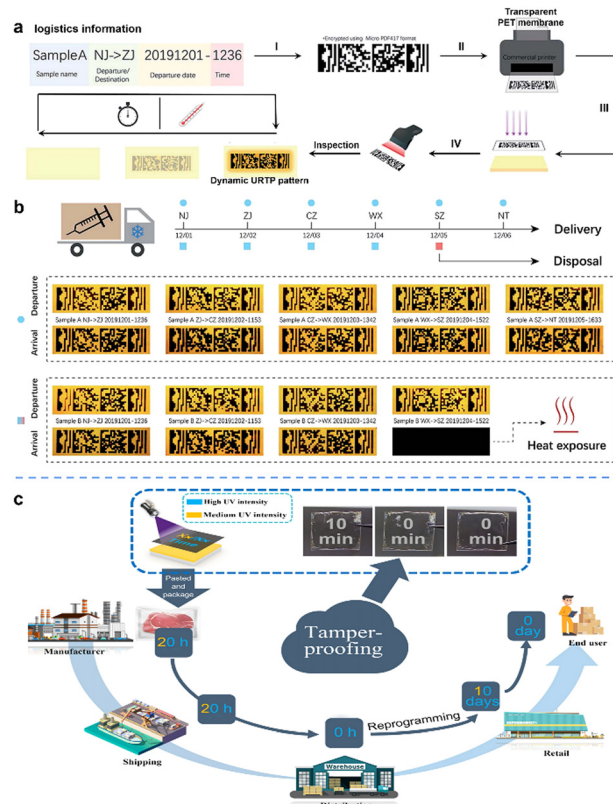 a
logistics information
SampleA NJ->ZJ 20191201-1236
Sample name
Departure/
Destination
Departure date
Time
I
•Encrypted using Micro PDF417 format
II
Transparent
PET membrane
Commercial printer
III
IV
Inspection
Dynamic URTP pattern
b
NJ ZJ CZ WX SZ NT
12/01 12/02 12/03 12/04 12/05 12/06
Delivery
Disposal
Departure
Sample A NJ->ZJ 20191201-1236
Sample A ZJ->CZ 20191202-1153
Sample A CZ->WX 20191203-1342
Sample A WX->SZ 20191204-1522
Sample A SZ->NT 20191205-1633
Arrival
Departure
Sample B NJ->ZJ 20191201-1236
Sample B ZJ->CZ 20191202-1153
Sample B CZ->WX 20191203-1342
Sample B WX->SZ 20191204-1522
Arrival
Heat exposure
c
High UV intensity
Medium UV intensity
10
min
0
min
0
min
Pasted and
package
Manufacturer
20 h
Tamper-
proofing
0
day
End user
20 h
10
days
Shipping
0 h
Reprogramming
Retail
Warehouse